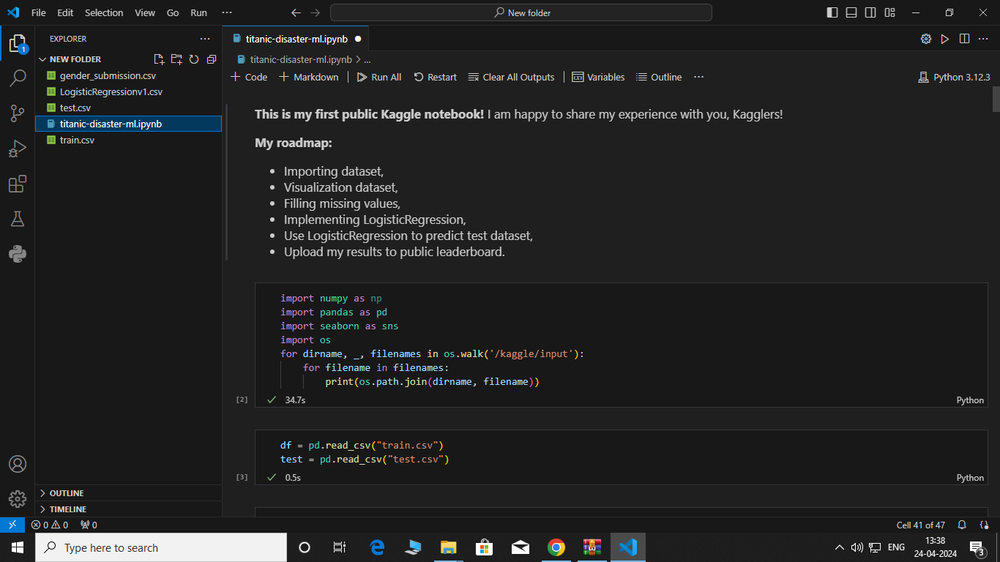 File Edit Selection View Go Run ··· New folder
EXPLORER ···
NEW FOLDER
gender_submission.csv
LogisticRegressionv1.csv
test.csv
titanic-disaster-ml.ipynb
train.csv
OUTLINE
TIMELINE
1
titanic-disaster-ml.ipynb
titanic-disaster-ml.ipynb > ...
Code Markdown Run All Restart Clear All Outputs Variables Outline ··· Python 3.12.3
This is my first public Kaggle notebook! I am happy to share my experience with you, Kagglers!
My roadmap:
• Importing dataset,
• Visualization dataset,
• Filling missing values,
• Implementing LogisticRegression,
• Use LogisticRegression to predict test dataset,
• Upload my results to public leaderboard.
import numpy as np
import pandas as pd
import seaborn as sns
import os
for dirname, _, filenames in os.walk('/kaggle/input'):
    for filename in filenames:
        print(os.path.join(dirname, filename))
[2] 34.7s Python
df = pd.read_csv("train.csv")
test = pd.read_csv("test.csv")
[3] 0.5s Python
0 0 0 Cell 41 of 47
Type here to search
ENG
13:38
24-04-2024
3